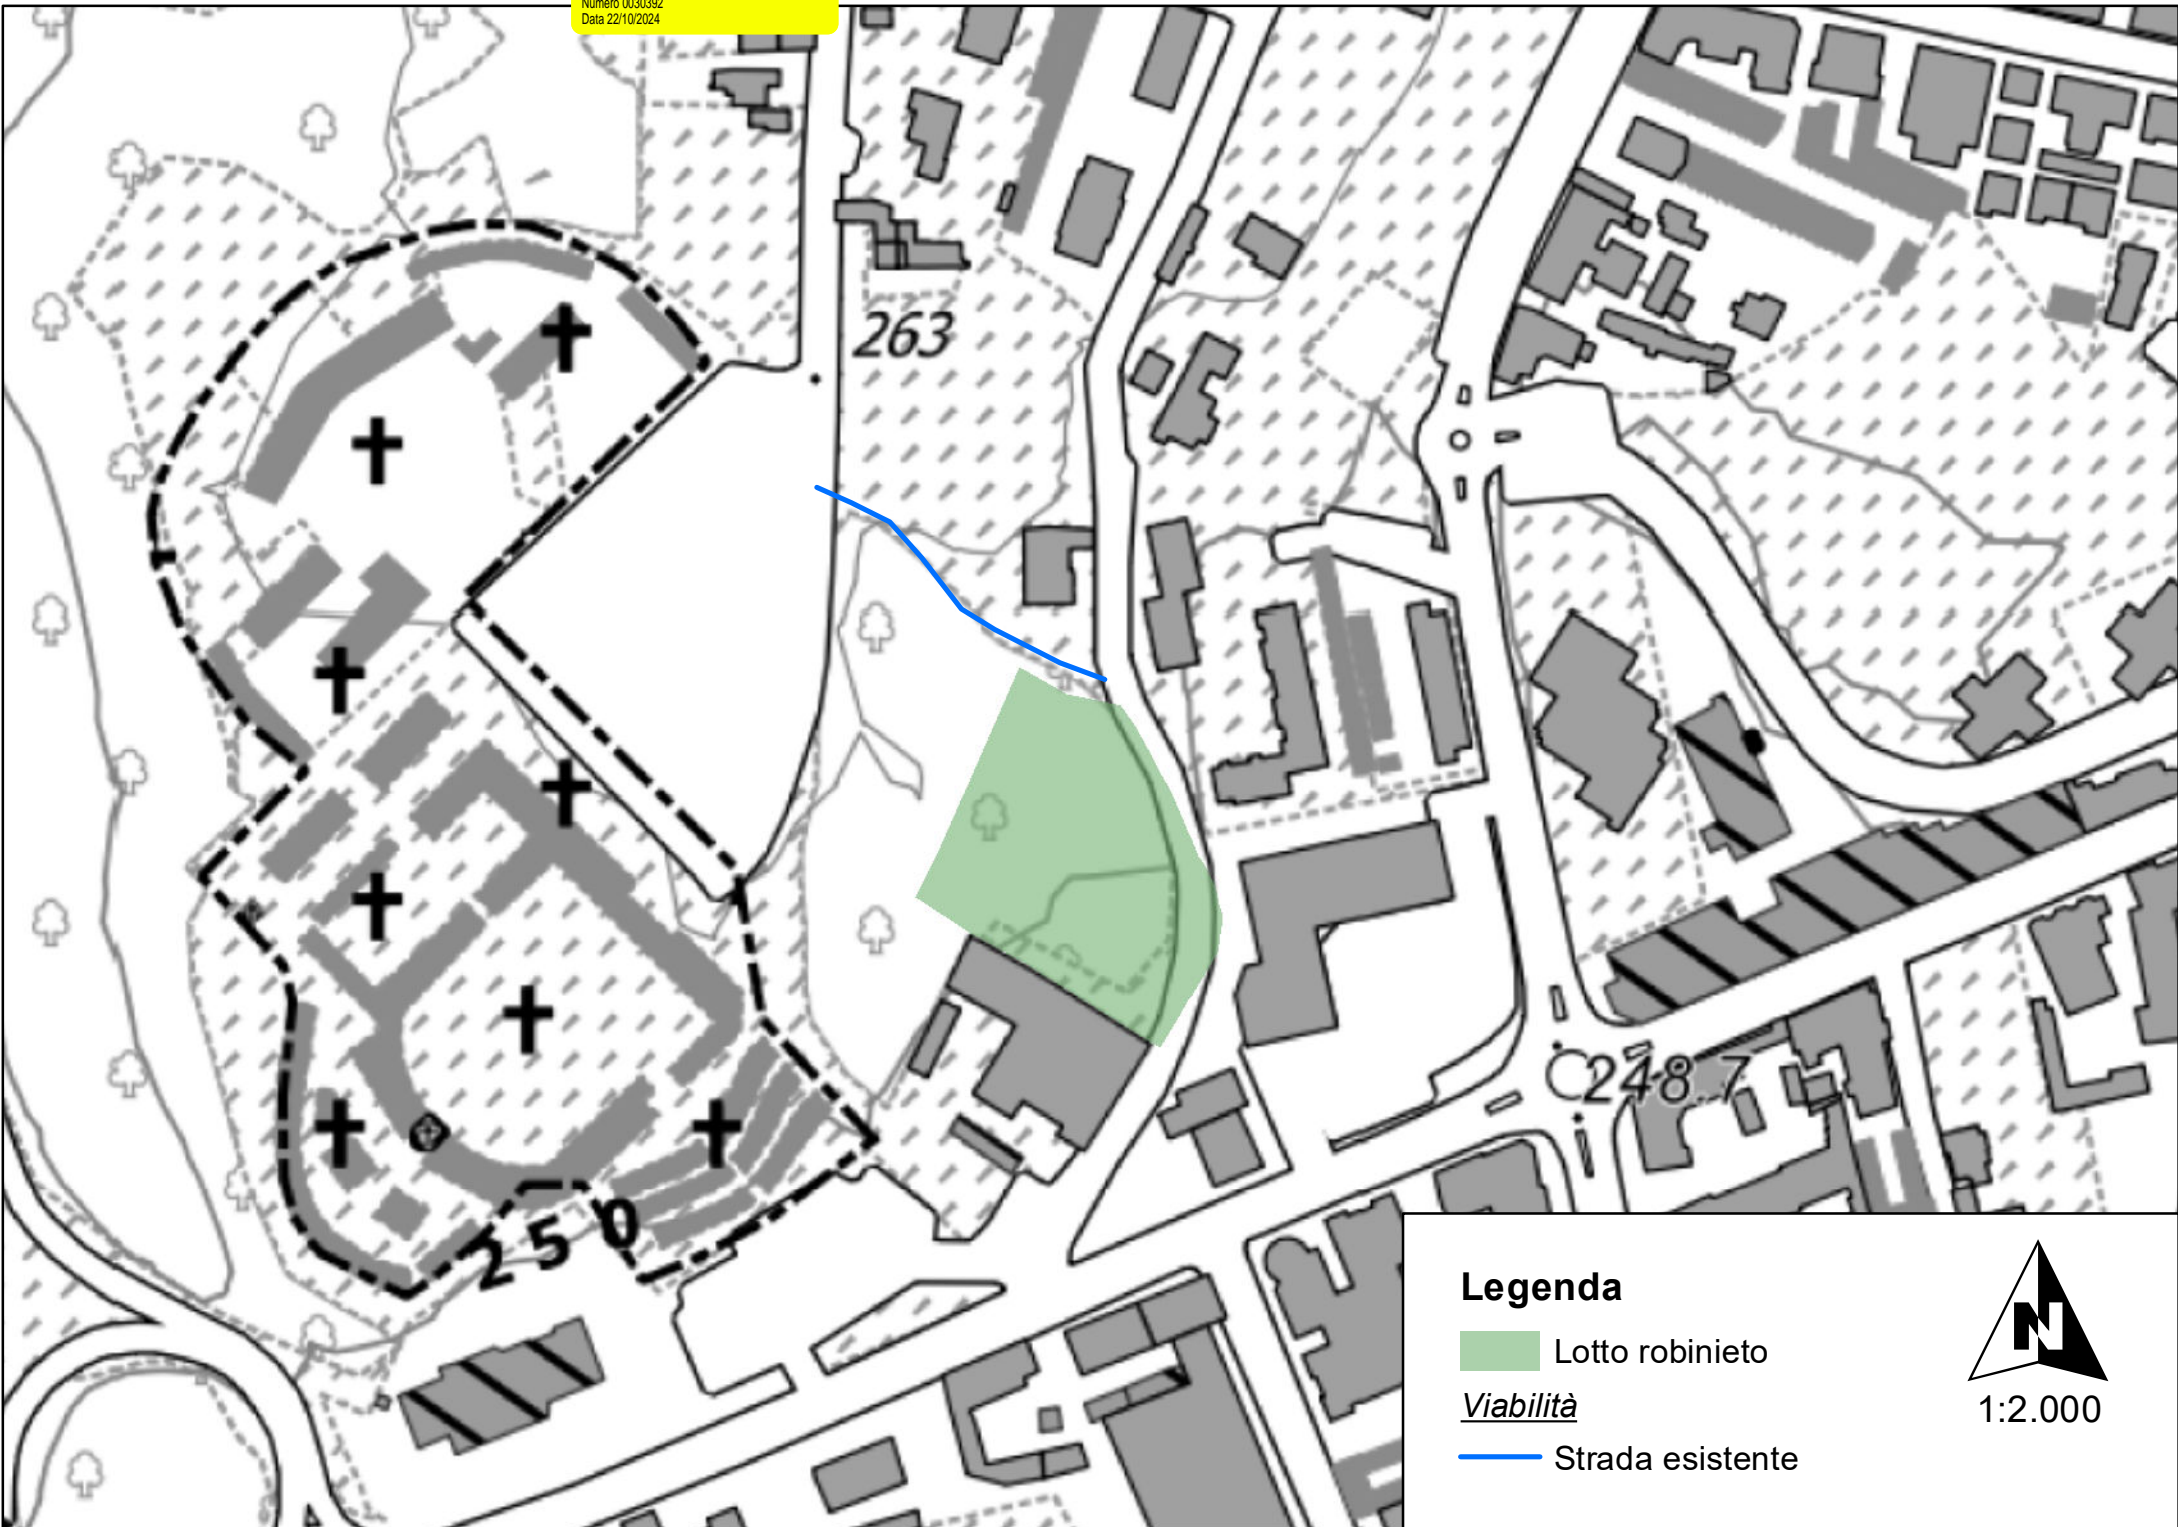 Numero 0030392
Data 22/10/2024
263
248.7
250
Legenda
Lotto robinieto
Viabilità
Strada esistente
N
1:2.000